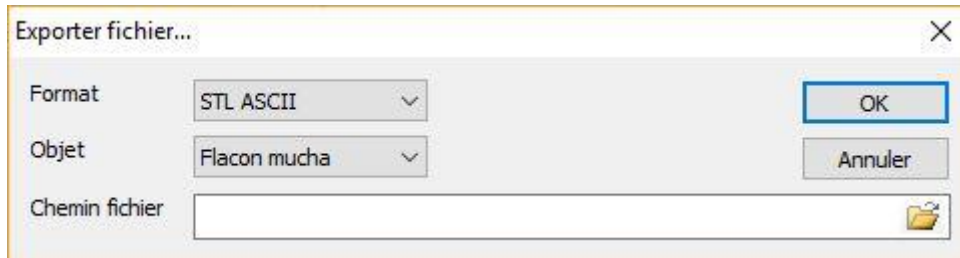 Exporter fichier...
Format STL ASCII OK
Objet Flacon mucha Annuler
Chemin fichier